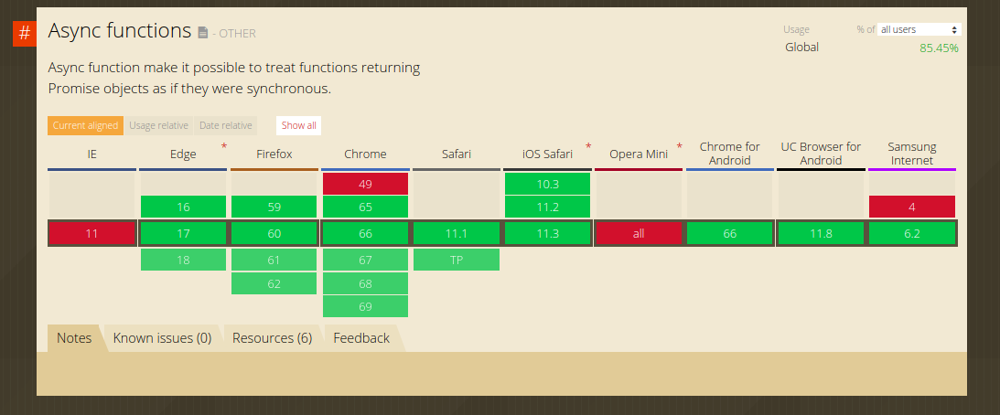 #
Async functions - OTHER
Usage % of all users
Global 85.45%
Async function make it possible to treat functions returning
Promise objects as if they were synchronous.
Current aligned Usage relative Date relative Show all
IE Edge * Firefox Chrome Safari iOS Safari * Opera Mini * Chrome for Android UC Browser for Android Samsung Internet
49 10.3
16 59 65 11.2 4
11 17 60 66 11.1 11.3 all 66 11.8 6.2
18 61 67 TP
62 68
69
Notes Known issues (0) Resources (6) Feedback